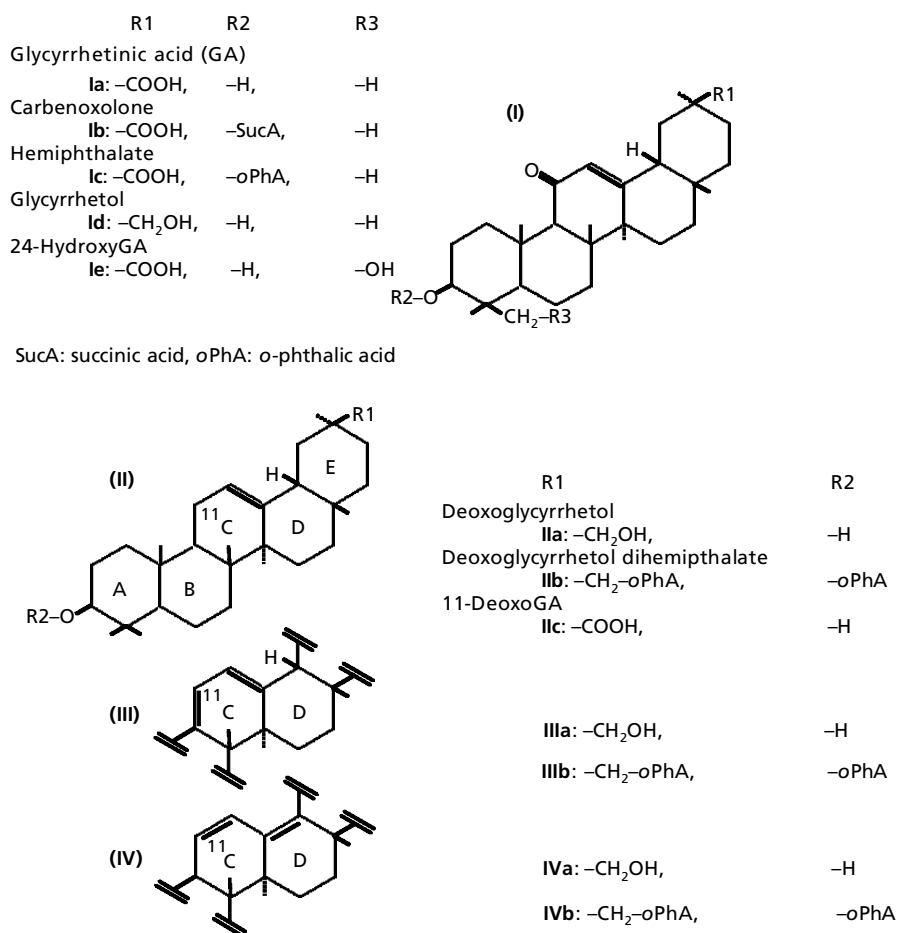 R1 R2 R3
Glycyrrhetinic acid (GA)
Ia: –COOH, –H, –H
Carbenoxolone
Ib: –COOH, –SucA, –H
Hemiphthalate
Ic: –COOH, –oPhA, –H
Glycyrrhetol
Id: –CH2OH, –H, –H
24-HydroxyGA
Ie: –COOH, –H, –OH
(I)
R1
H
O
R2–O
CH2–R3
SucA: succinic acid, oPhA: o-phthalic acid
(II)
R1
H
E
11
C
D
A
B
R2–O
R1 R2
Deoxoglycyrrhetol
IIa: –CH2OH, –H
Deoxoglycyrrhetol dihemipthalate
IIb: –CH2–oPhA, –oPhA
11-DeoxoGA
IIc: –COOH, –H
(III)
H
11
C
D
IIIa: –CH2OH, –H
IIIb: –CH2–oPhA, –oPhA
(IV)
11
C
D
IVa: –CH2OH, –H
IVb: –CH2–oPhA, –oPhA